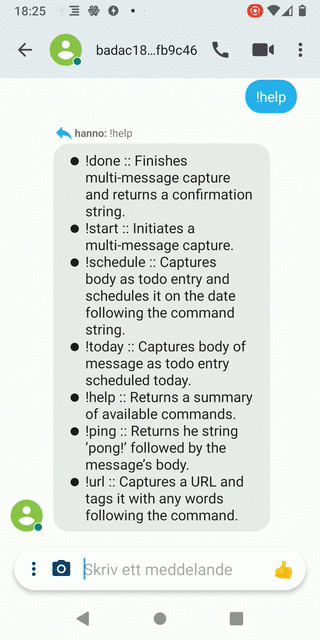 18:25
badac18...fb9c46
!help
hanno: !help
● !done :: Finishes
multi-message capture
and returns a confirmation
string.
● !start :: Initiates a
multi-message capture.
● !schedule :: Captures
body as todo entry and
schedules it on the date
following the command
string.
● !today :: Captures body of
message as todo entry
scheduled today.
● !help :: Returns a summary
of available commands.
● !ping :: Returns he string
‘pong!’ followed by the
message’s body.
● !url :: Captures a URL and
tags it with any words
following the command.
Skriv ett meddelande